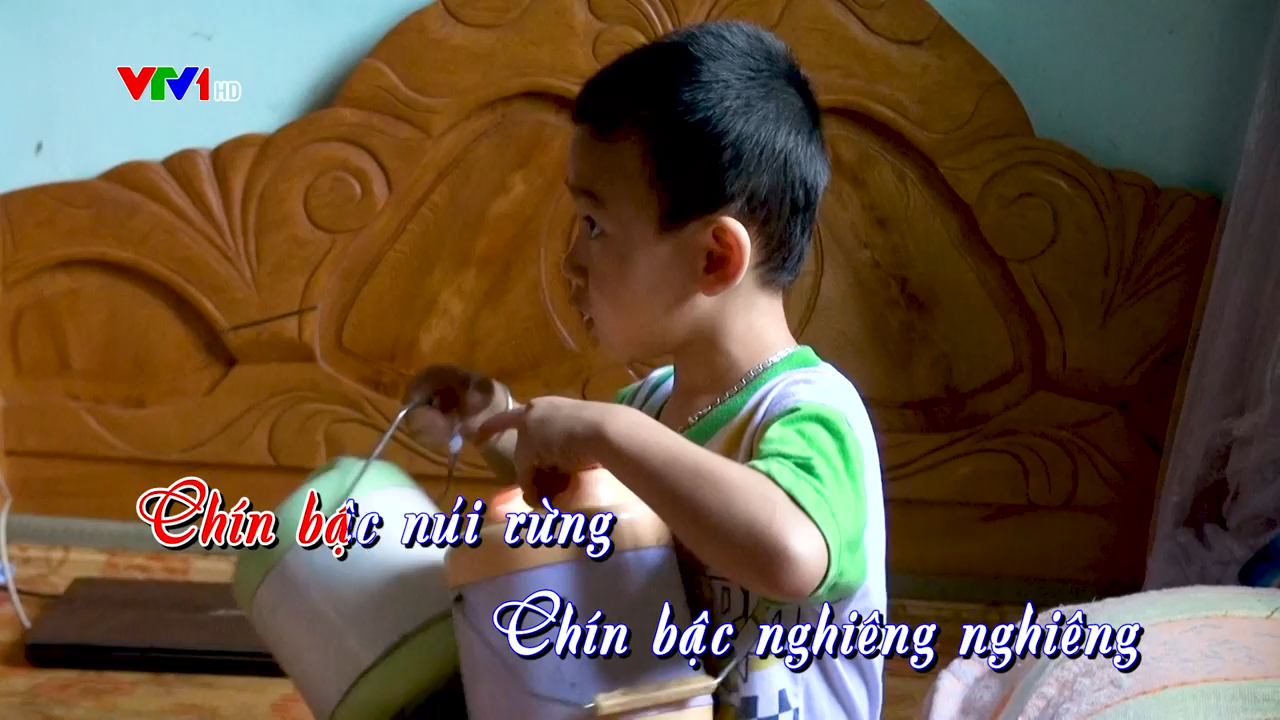 VTV1 HD
Chín bậc núi rừng
Chín bậc nghiêng nghiêng